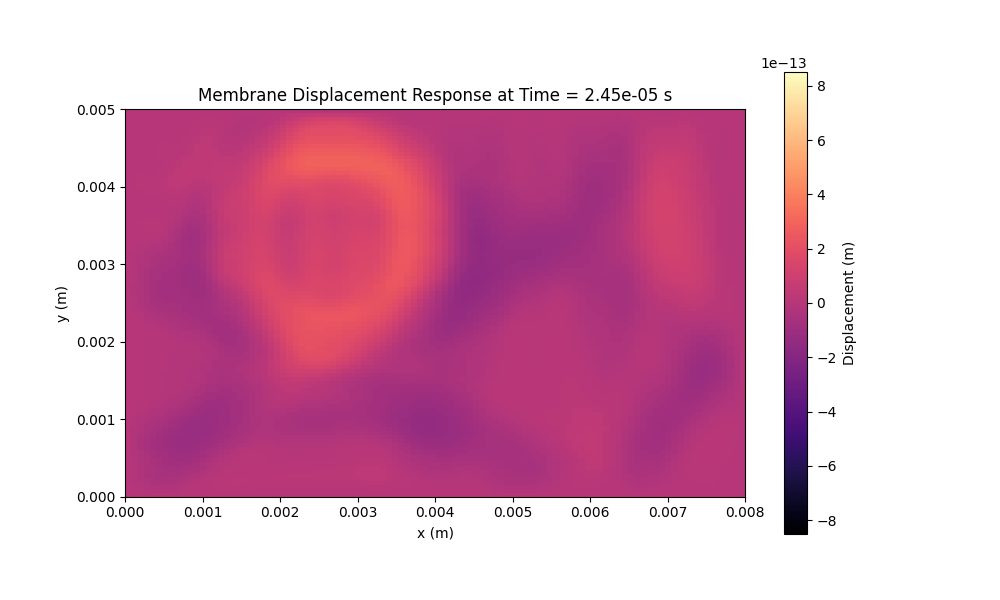 1e−13
Membrane Displacement Response at Time = 2.45e-05 s
0.005
0.004
0.003
0.002
0.001
0.000
y (m)
0.000 0.001 0.002 0.003 0.004 0.005 0.006 0.007 0.008
x (m)
8
6
4
2
0
−2
−4
−6
−8
Displacement (m)